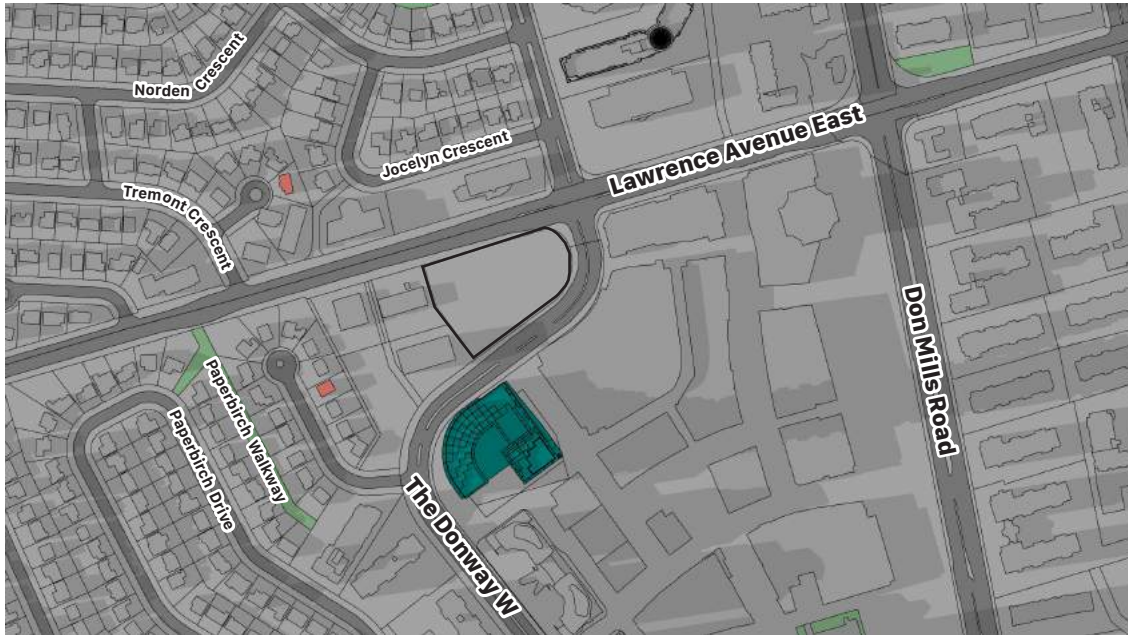 Norden Crescent
Jocelyn Crescent
Lawrence Avenue East
Tremont Crescent
Don Mills Road
Paperbirch Walkway
Paperbirch Drive
The Donway W